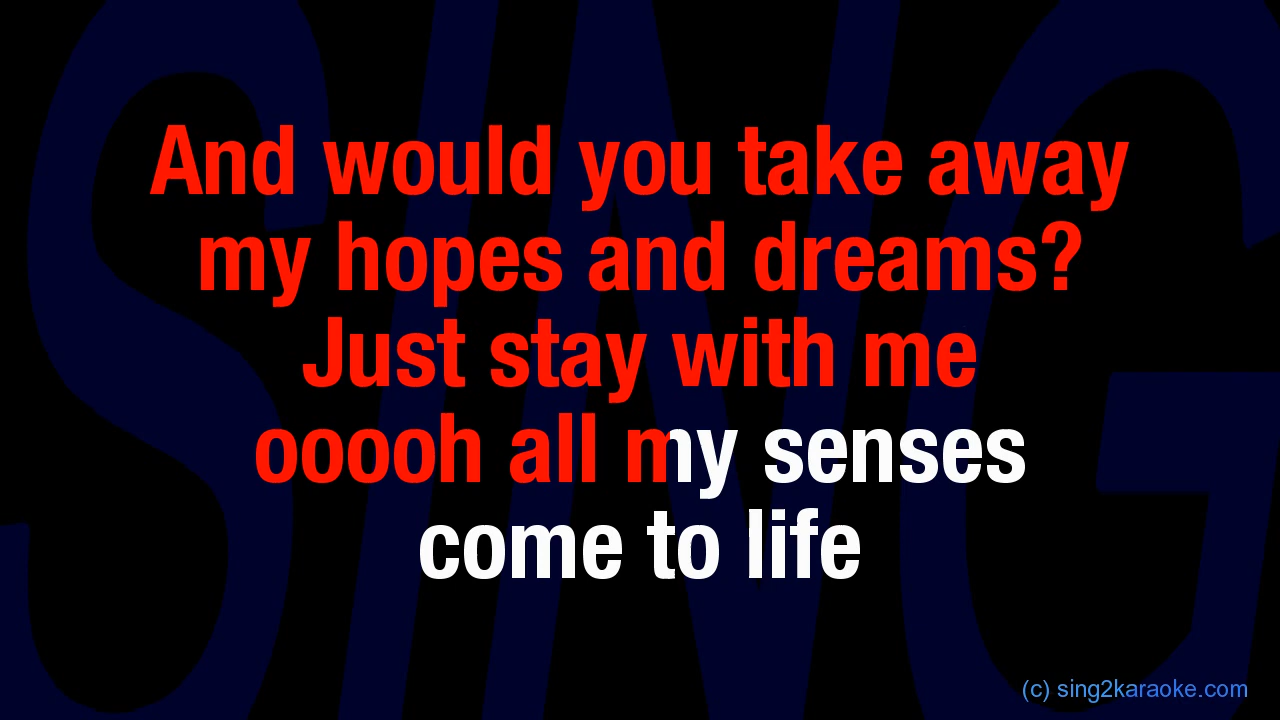 SING
And would you take away
my hopes and dreams?
Just stay with me
ooooh all my senses
come to life
(c) sing2karaoke.com